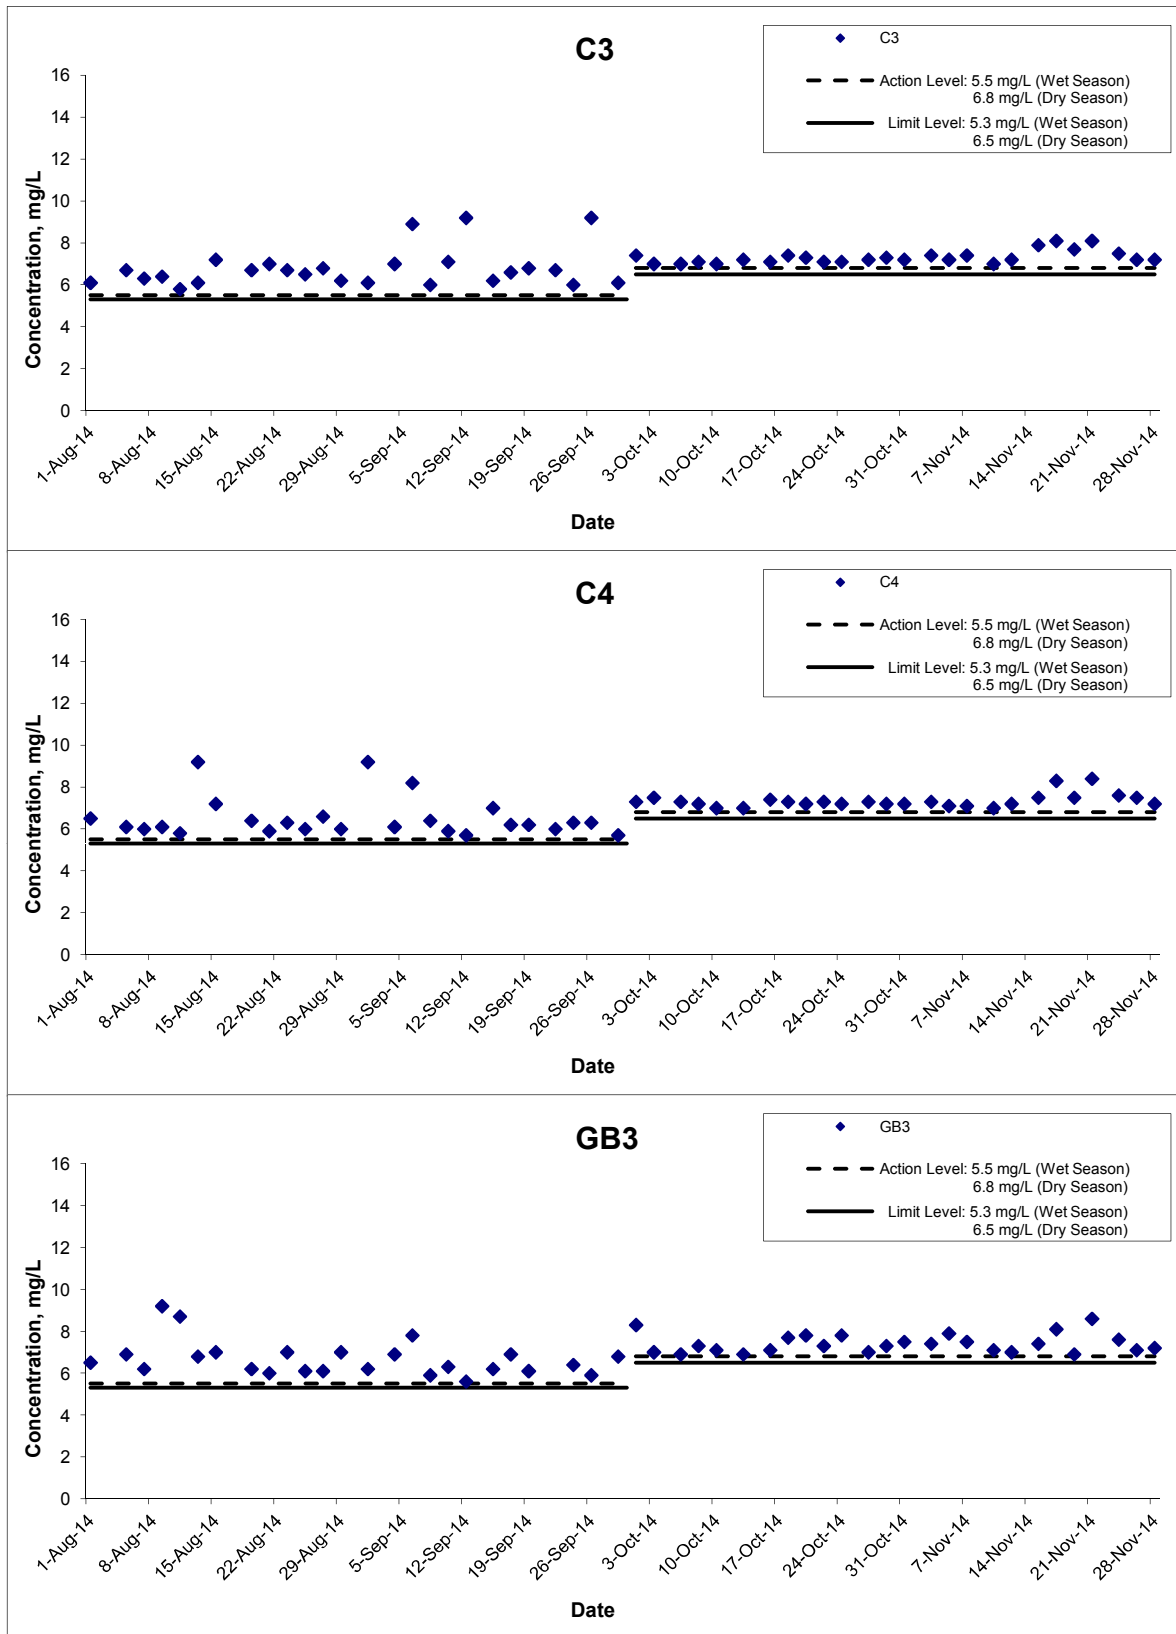 C3
C3
Action Level: 5.5 mg/L (Wet Season)
6.8 mg/L (Dry Season)
Limit Level: 5.3 mg/L (Wet Season)
6.5 mg/L (Dry Season)
Concentration, mg/L
16
14
12
10
8
6
4
2
0
1-Aug-14
8-Aug-14
15-Aug-14
22-Aug-14
29-Aug-14
5-Sep-14
12-Sep-14
19-Sep-14
26-Sep-14
3-Oct-14
10-Oct-14
17-Oct-14
24-Oct-14
31-Oct-14
7-Nov-14
14-Nov-14
21-Nov-14
28-Nov-14
Date
C4
C4
Action Level: 5.5 mg/L (Wet Season)
6.8 mg/L (Dry Season)
Limit Level: 5.3 mg/L (Wet Season)
6.5 mg/L (Dry Season)
Concentration, mg/L
16
14
12
10
8
6
4
2
0
1-Aug-14
8-Aug-14
15-Aug-14
22-Aug-14
29-Aug-14
5-Sep-14
12-Sep-14
19-Sep-14
26-Sep-14
3-Oct-14
10-Oct-14
17-Oct-14
24-Oct-14
31-Oct-14
7-Nov-14
14-Nov-14
21-Nov-14
28-Nov-14
Date
GB3
GB3
Action Level: 5.5 mg/L (Wet Season)
6.8 mg/L (Dry Season)
Limit Level: 5.3 mg/L (Wet Season)
6.5 mg/L (Dry Season)
Concentration, mg/L
16
14
12
10
8
6
4
2
0
1-Aug-14
8-Aug-14
15-Aug-14
22-Aug-14
29-Aug-14
5-Sep-14
12-Sep-14
19-Sep-14
26-Sep-14
3-Oct-14
10-Oct-14
17-Oct-14
24-Oct-14
31-Oct-14
7-Nov-14
14-Nov-14
21-Nov-14
28-Nov-14
Date